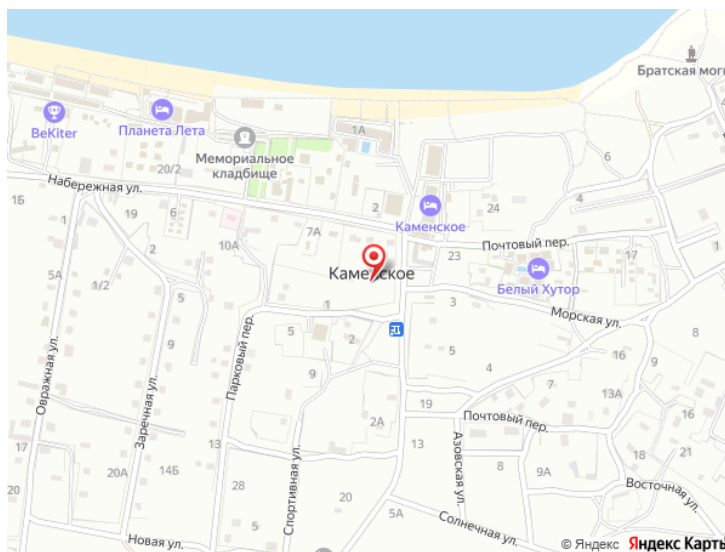 Братская мог
BeKiter
Планета Лета
1А
Мемориальное
кладбище
20/2
6
Набережная ул.
4
1Б
1
19
6
2
Каменское
24
7А
10А
Почтовый пер.
2
23
17
5А
Каменское
1/2
Белый Хутор
1
3
Морская ул.
9
8
5
2
5
4
7
16
Овражная ул.
Заречная ул.
Парковый пер.
9
13А
19
Почтовый пер.
2А
16
17
13
13
18
20А
14Б
8
9А
21
28
Спортивная ул.
Азовская ул.
20
20
Восточная ул.
5А
Солнечная ул.
Новая ул.
© Яндекс Яндекс Карты